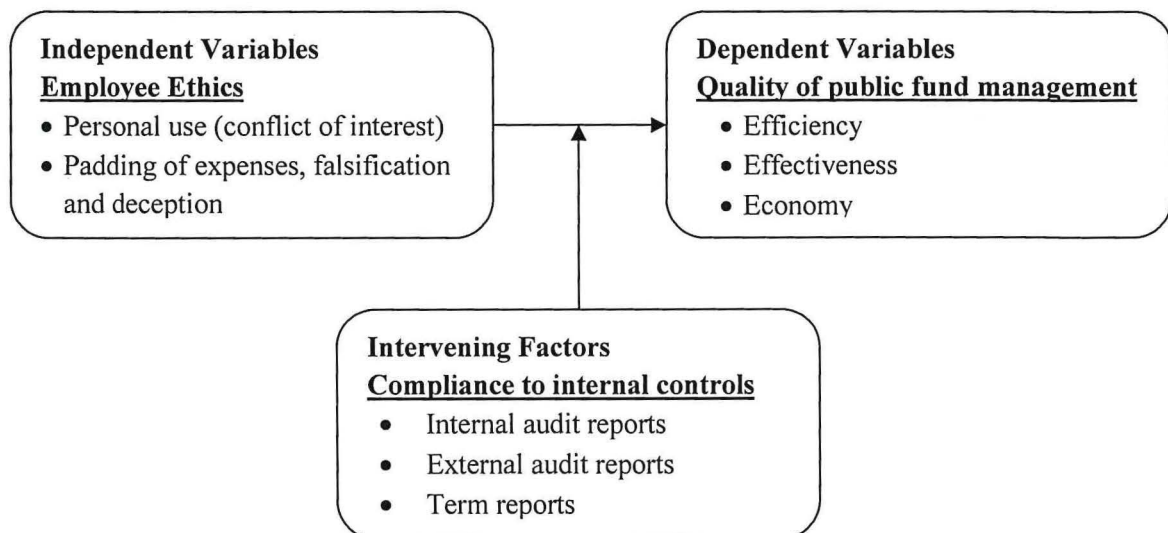 Independent Variables
Employee Ethics
• Personal use (conflict of interest)
• Padding of expenses, falsification
and deception
Dependent Variables
Quality of public fund management
• Efficiency
• Effectiveness
• Economy
Intervening Factors
Compliance to internal controls
• Internal audit reports
• External audit reports
• Term reports